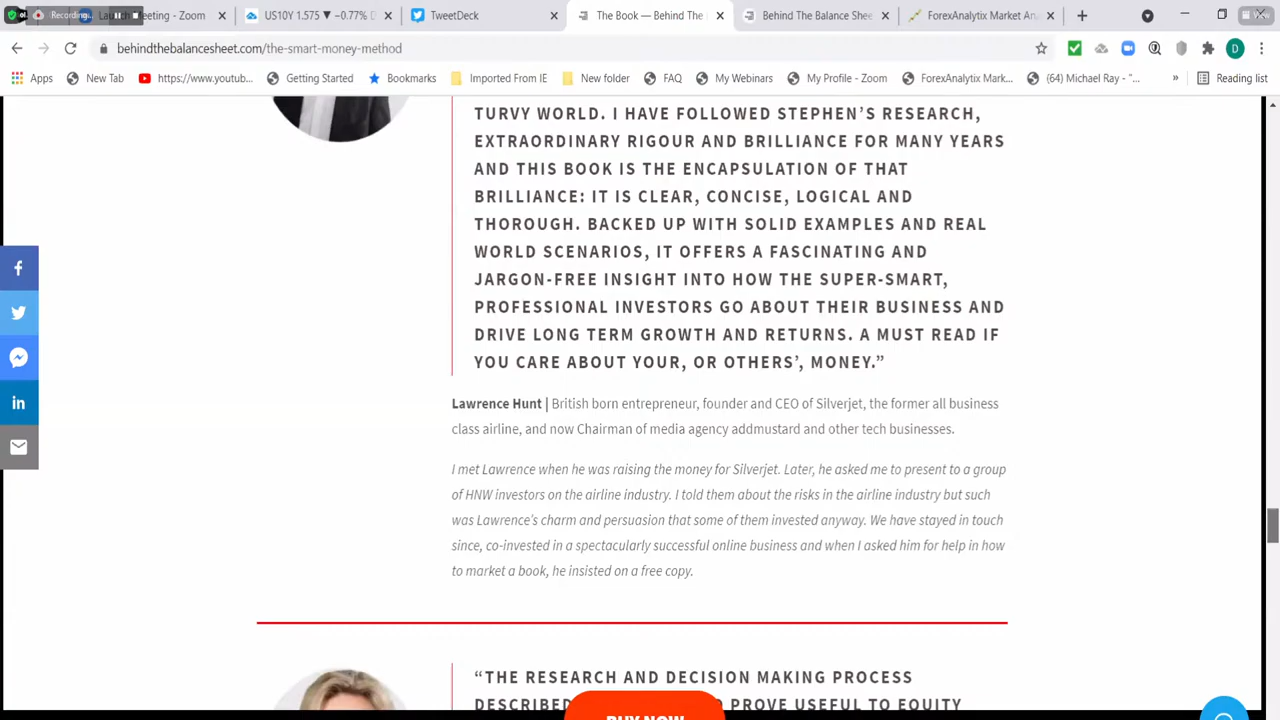 Recording...
Launch Meeting - Zoom
US10Y 1.575 ▼ −0.77%
TweetDeck
The Book — Behind The
Behind The Balance Shee
ForexAnalytix Market An
behindthebalancesheet.com/the-smart-money-method
D
Apps
New Tab
https://www.youtub...
Getting Started
Bookmarks
Imported From IE
New folder
FAQ
My Webinars
My Profile - Zoom
ForexAnalytix Mark...
(64) Michael Ray - "...
»
Reading list
TURVY WORLD. I HAVE FOLLOWED STEPHEN'S RESEARCH,
EXTRAORDINARY RIGOUR AND BRILLIANCE FOR MANY YEARS
AND THIS BOOK IS THE ENCAPSULATION OF THAT
BRILLIANCE: IT IS CLEAR, CONCISE, LOGICAL AND
THOROUGH. BACKED UP WITH SOLID EXAMPLES AND REAL
WORLD SCENARIOS, IT OFFERS A FASCINATING AND
JARGON-FREE INSIGHT INTO HOW THE SUPER-SMART,
PROFESSIONAL INVESTORS GO ABOUT THEIR BUSINESS AND
DRIVE LONG TERM GROWTH AND RETURNS. A MUST READ IF
YOU CARE ABOUT YOUR, OR OTHERS', MONEY.”
Lawrence Hunt | British born entrepreneur, founder and CEO of Silverjet, the former all business
class airline, and now Chairman of media agency addmustard and other tech businesses.
I met Lawrence when he was raising the money for Silverjet. Later, he asked me to present to a group
of HNW investors on the airline industry. I told them about the risks in the airline industry but such
was Lawrence's charm and persuasion that some of them invested anyway. We have stayed in touch
since, co-invested in a spectacularly successful online business and when I asked him for help in how
to market a book, he insisted on a free copy.
“THE RESEARCH AND DECISION MAKING PROCESS
DESCRIBED PROVE USEFUL TO EQUITY
BUY NOW